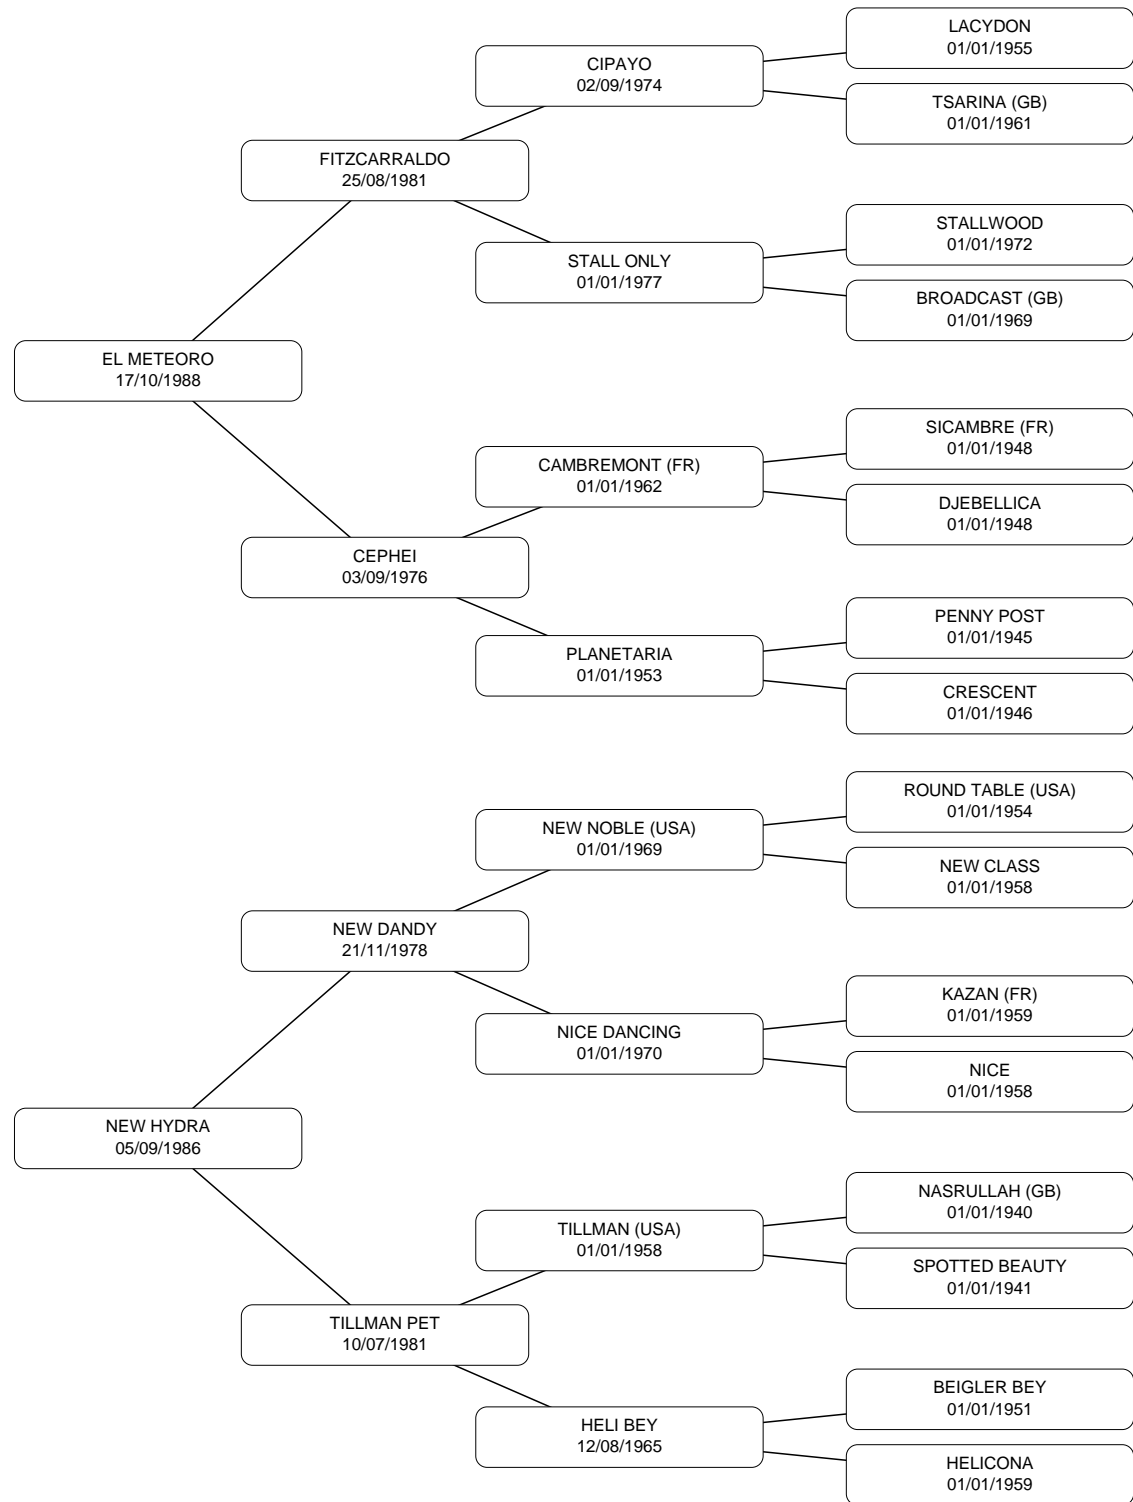 LACYDON
01/01/1955
CIPAYO
02/09/1974
TSARINA (GB)
01/01/1961
FITZCARRALDO
25/08/1981
STALLWOOD
01/01/1972
STALL ONLY
01/01/1977
BROADCAST (GB)
01/01/1969
EL METEORO
17/10/1988
SICAMBRE (FR)
01/01/1948
CAMBREMONT (FR)
01/01/1962
DJEBELLICA
01/01/1948
CEPHEI
03/09/1976
PENNY POST
01/01/1945
PLANETARIA
01/01/1953
CRESCENT
01/01/1946
ROUND TABLE (USA)
01/01/1954
NEW NOBLE (USA)
01/01/1969
NEW CLASS
01/01/1958
NEW DANDY
21/11/1978
KAZAN (FR)
01/01/1959
NICE DANCING
01/01/1970
NICE
01/01/1958
NEW HYDRA
05/09/1986
NASRULLAH (GB)
01/01/1940
TILLMAN (USA)
01/01/1958
SPOTTED BEAUTY
01/01/1941
TILLMAN PET
10/07/1981
BEIGLER BEY
01/01/1951
HELI BEY
12/08/1965
HELICONA
01/01/1959